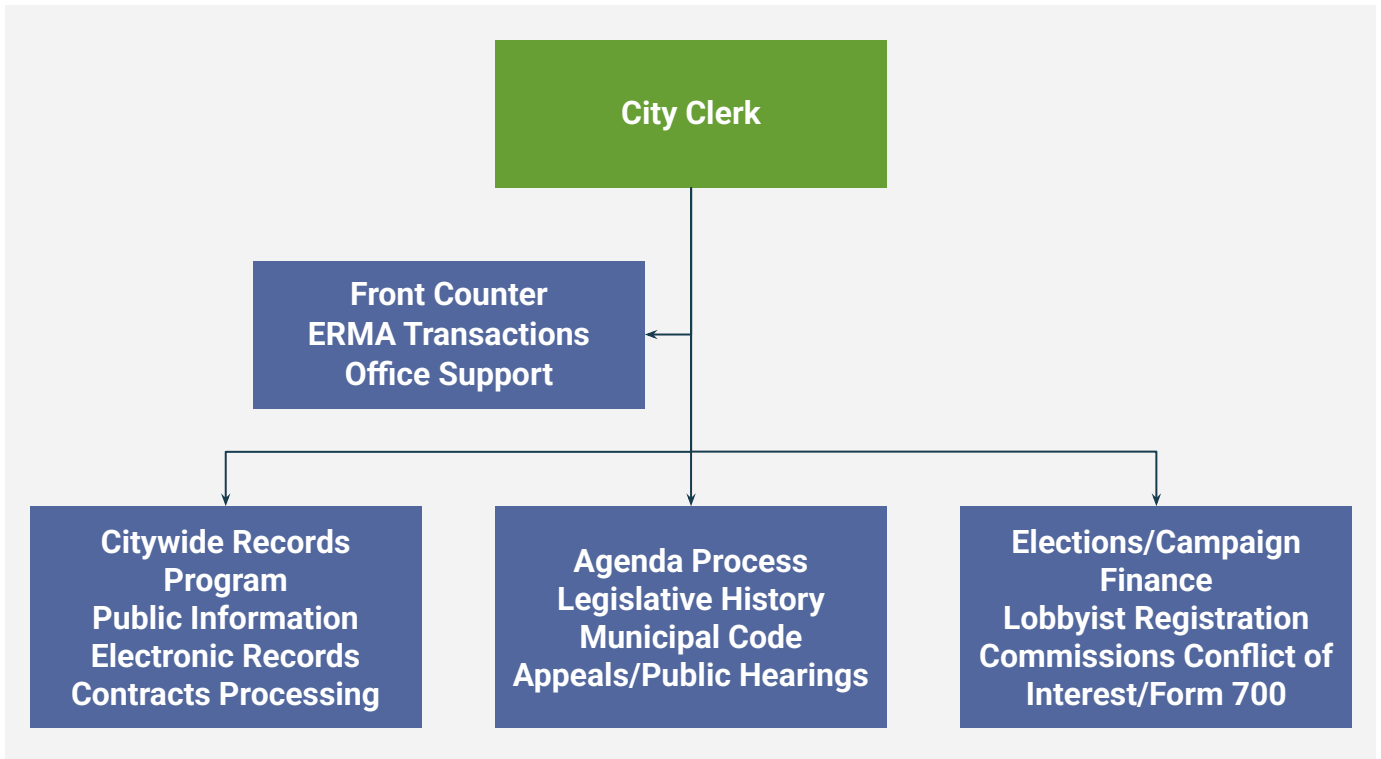 City Clerk
Front Counter
ERMA Transactions
Office Support
Citywide Records
Program
Public Information
Electronic Records
Contracts Processing
Agenda Process
Legislative History
Municipal Code
Appeals/Public Hearings
Elections/Campaign
Finance
Lobbyist Registration
Commissions Conflict of
Interest/Form 700